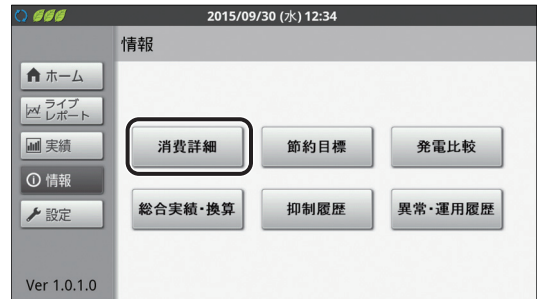 2015/09/30 (水) 12:34
情報
ホーム
ライブ
レポート
実績
情報
設定
消費詳細
節約目標
発電比較
総合実績・換算
抑制履歴
異常・運用履歴
Ver 1.0.1.0